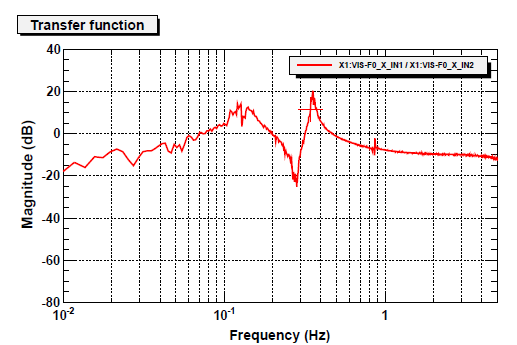 Transfer function
X1:VIS-F0_X_IN1 / X1:VIS-F0_X_IN2
Magnitude (dB)
40
20
0
-20
-40
-60
-80
10-2
10-1
1
Frequency (Hz)